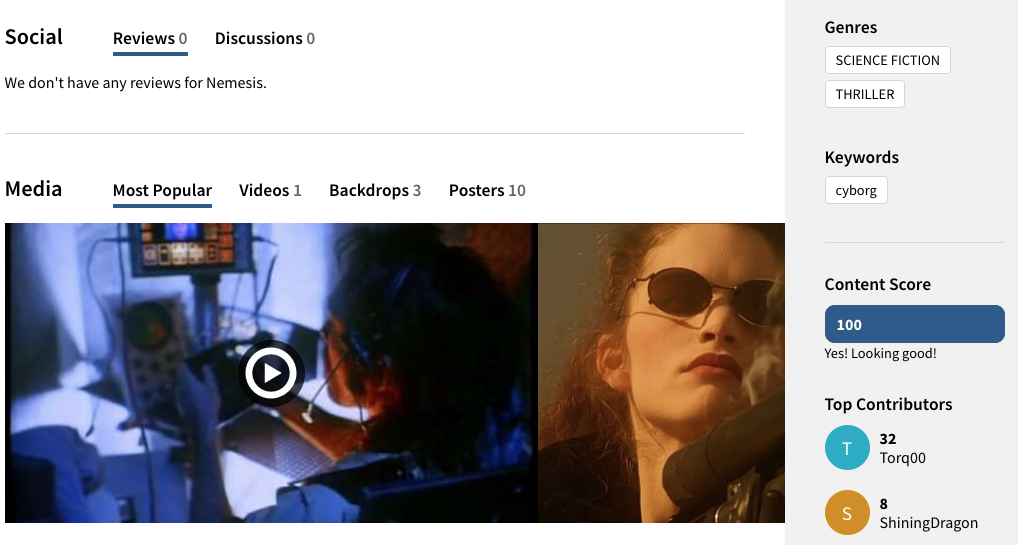 Social
Reviews 0
Discussions 0
We don't have any reviews for Nemesis.
Media
Most Popular
Videos 1
Backdrops 3
Posters 10
Genres
SCIENCE FICTION
THRILLER
Keywords
cyborg
Content Score
100
Yes! Looking good!
Top Contributors
T
32
Torq00
S
8
ShiningDragon